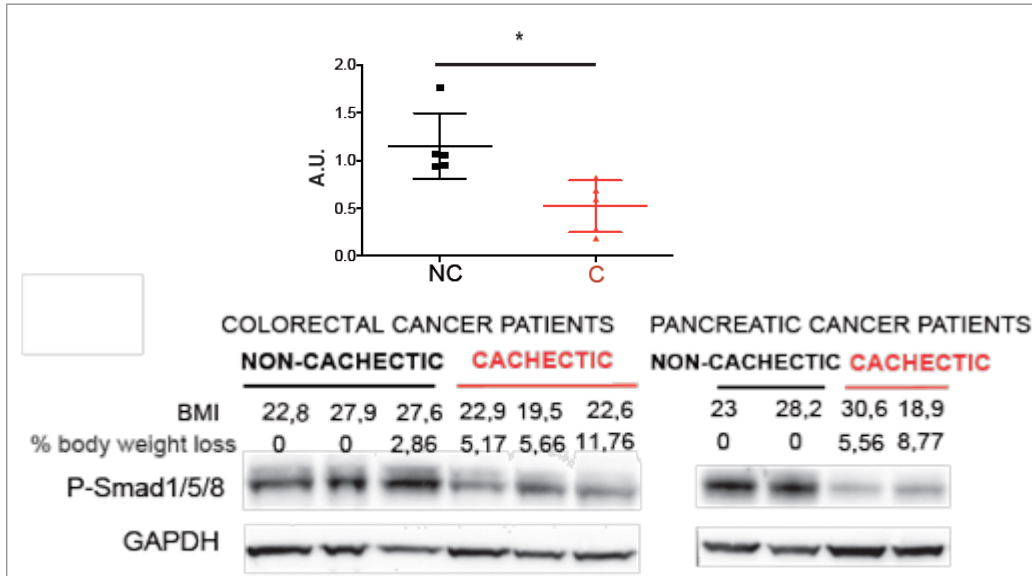 *
2.0
1.5
A.U.
1.0
0.5
0.0
NC C
COLORECTAL CANCER PATIENTS PANCREATIC CANCER PATIENTS
NON-CACHECTIC CACHECTIC NON-CACHECTIC CACHECTIC
BMI 22,8 27,9 27,6 22,9 19,5 22,6 23 28,2 30,6 18,9
% body weight loss 0 0 2,86 5,17 5,66 11,76 0 0 5,56 8,77
P-Smad1/5/8
GAPDH